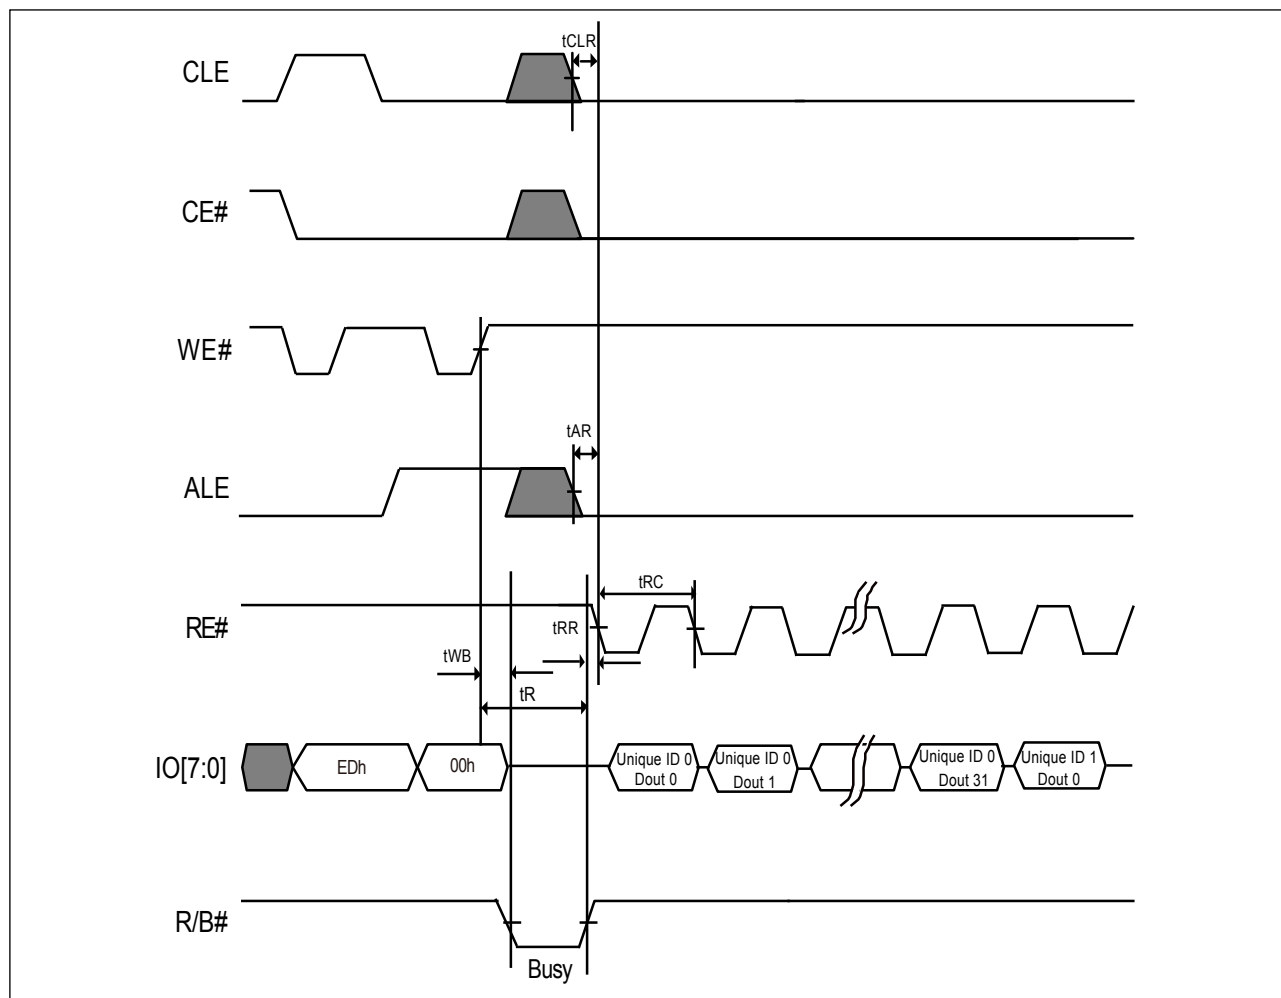 tCLR
CLE
CE#
WE#
tAR
ALE
tRC
RE#
tRR
tWB
tR
IO[7:0]
EDh
00h
Unique ID 0
Dout 0
Unique ID 0
Dout 1
Unique ID 0
Dout 31
Unique ID 1
Dout 0
R/B#
Busy